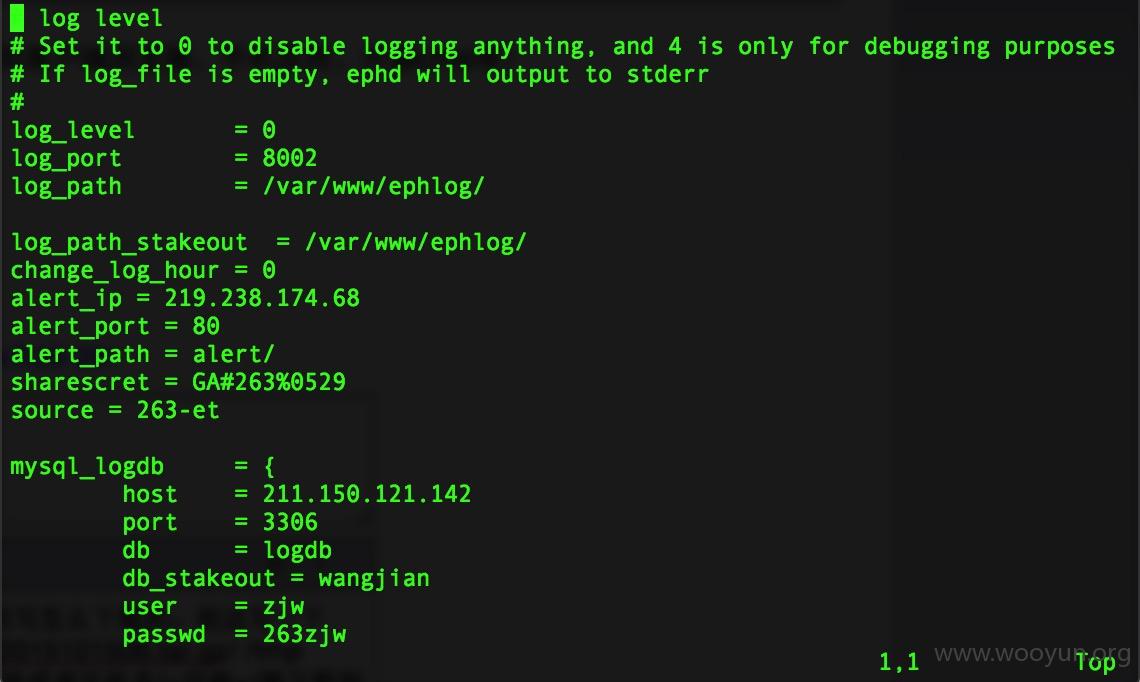 log level
# Set it to 0 to disable logging anything, and 4 is only for debugging purposes
# If log_file is empty, ephd will output to stderr
#
log_level = 0
log_port = 8002
log_path = /var/www/ephlog/
log_path_stakeout = /var/www/ephlog/
change_log_hour = 0
alert_ip = 219.238.174.68
alert_port = 80
alert_path = alert/
sharescret = GA#263%0529
source = 263-et
mysql_logdb = {
host = 211.150.121.142
port = 3306
db = logdb
db_stakeout = wangjian
user = zjw
passwd = 263zjw
1,1 Top
www.wooyun.org